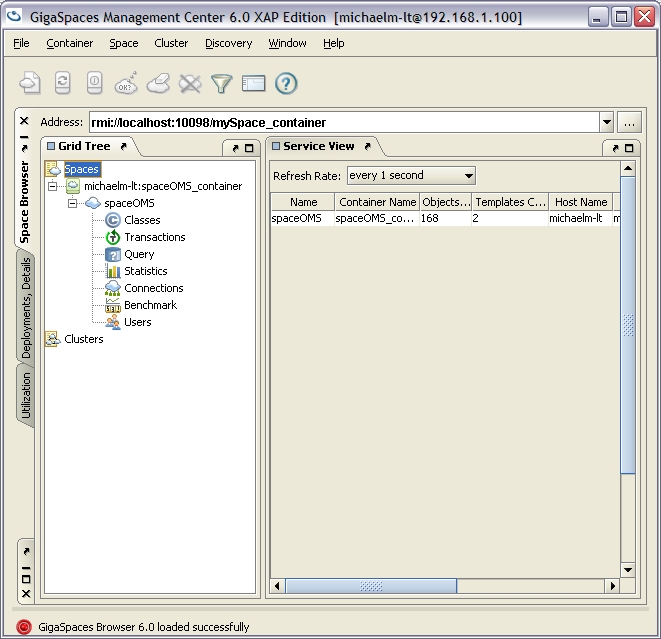 GigaSpaces Management Center 6.0 XAP Edition [michaelm-lt@192.168.1.100]
File Container Space Cluster Discovery Window Help
OK?
Address: rmi://localhost:10098/mySpace_container ...
Space Browser
Deployments, Details
Utilization
Grid Tree
Spaces
michaelm-lt:spaceOMS_container
spaceOMS
Classes
Transactions
Query
Statistics
Connections
Benchmark
Users
Clusters
Service View
Refresh Rate: every 1 second
Name Container Name Objects... Templates C... Host Name
spaceOMS spaceOMS_co... 168 2 michaelm-lt m
GigaSpaces Browser 6.0 loaded successfully